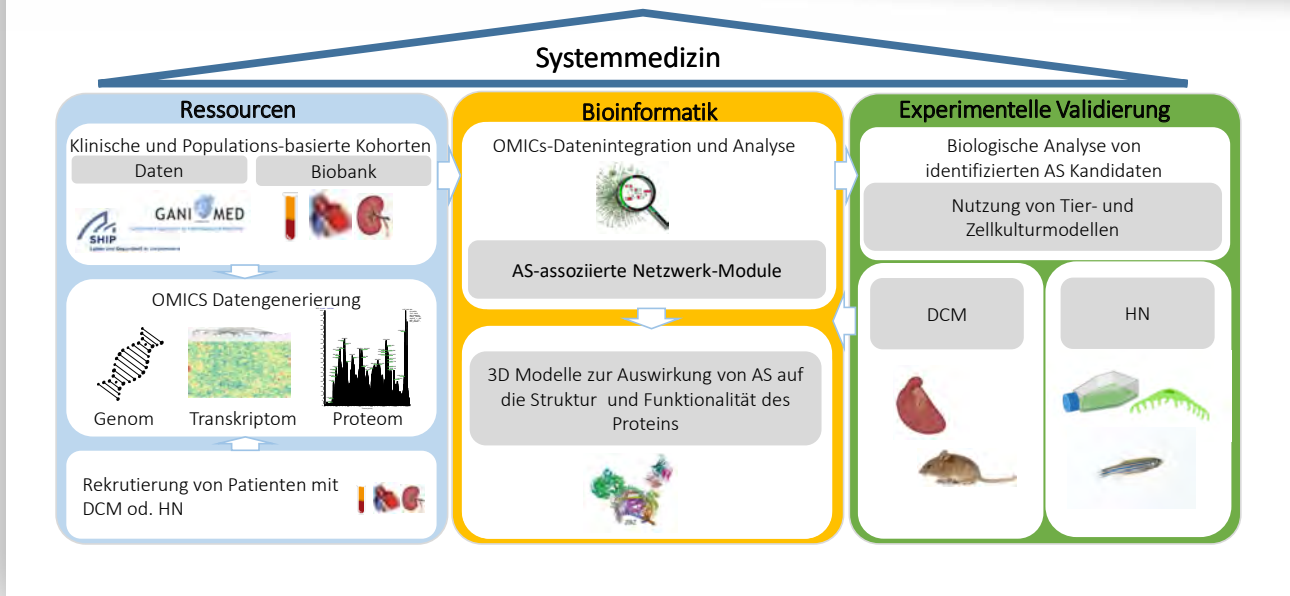 Systemmedizin
Ressourcen
Klinische und Populations-basierte Kohorten
Daten
Biobank
SHIP
GANI MED
OMICS Datengenerierung
Genom
Transkriptom
Proteom
Rekrutierung von Patienten mit
DCM od. HN
Bioinformatik
OMICs-Datenintegration und Analyse
AS-assoziierte Netzwerk-Module
3D Modelle zur Auswirkung von AS auf
die Struktur und Funktionalität des
Proteins
Experimentelle Validierung
Biologische Analyse von
identifizierten AS Kandidaten
Nutzung von Tier- und
Zellkulturmodellen
DCM
HN